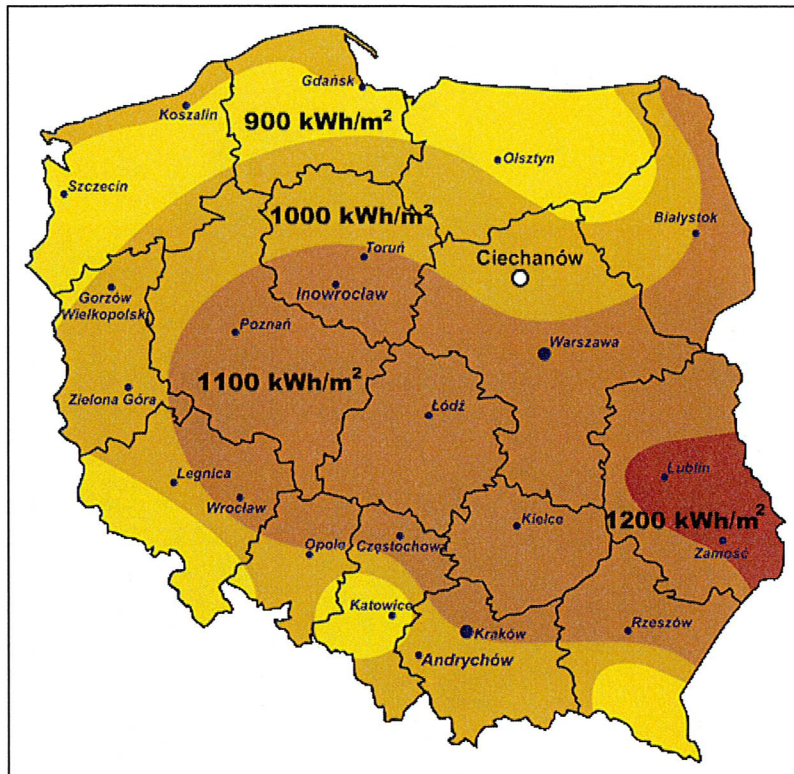 Gdańsk
Koszalin
900 kWh/m²
Olsztyn
Szczecin
1000 kWh/m²
Białystok
Toruń
Ciechanów
Inowrocław
Gorzów
Wielkopolski
Poznań
Warszawa
1100 kWh/m²
Zielona Góra
Łódź
Legnica
Lublin
Wrocław
1200 kWh/m²
Kielce
Opole
Częstochowa
Zamość
Katowice
Kraków
Rzeszów
Andrychów